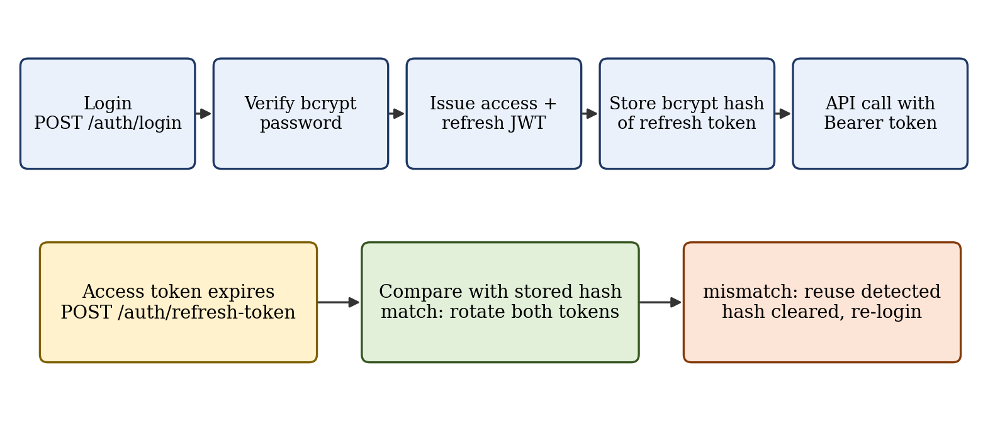 Login
POST /auth/login
Verify bcrypt
password
Issue access +
refresh JWT
Store bcrypt hash
of refresh token
API call with
Bearer token
Access token expires
POST /auth/refresh-token
Compare with stored hash
match: rotate both tokens
mismatch: reuse detected
hash cleared, re-login